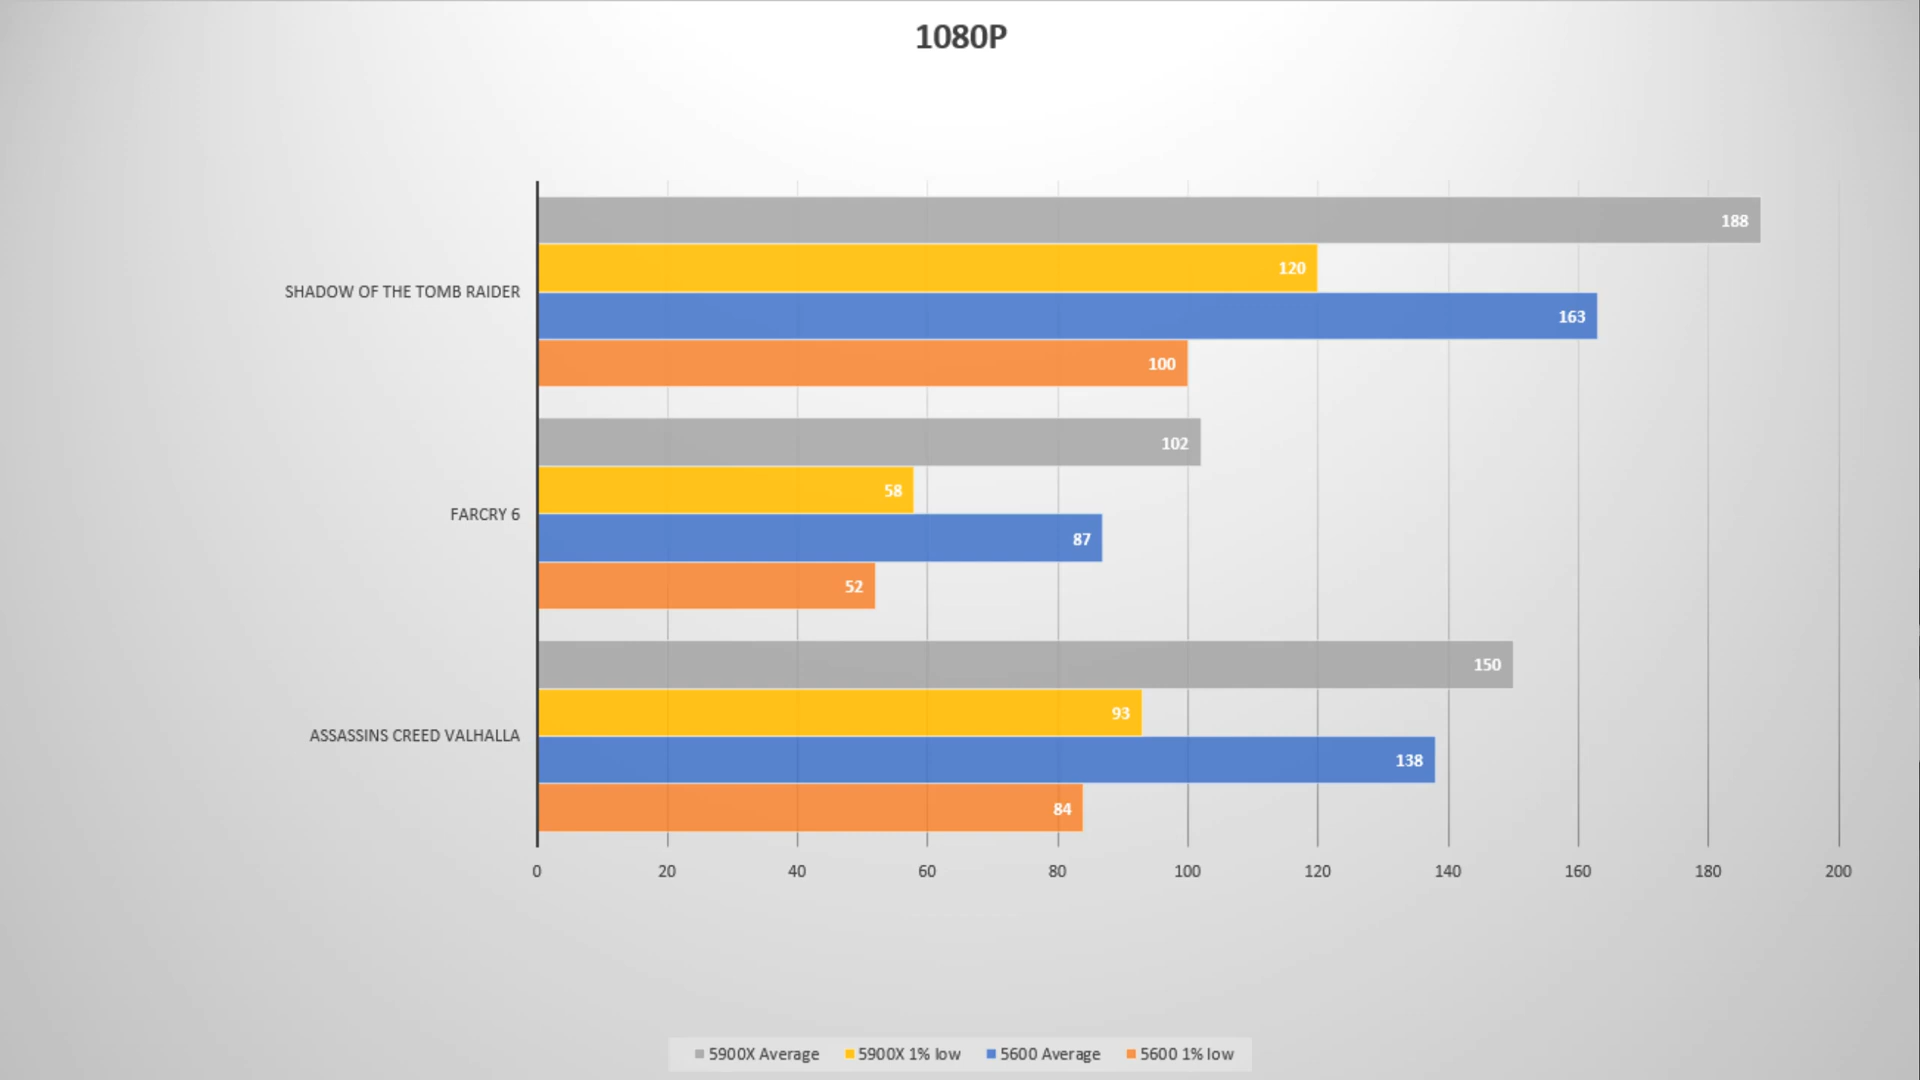 1080P
188
120
SHADOW OF THE TOMB RAIDER
163
100
102
58
FARCRY 6
87
52
150
93
ASSASSINS CREED VALHALLA
138
84
0 20 40 60 80 100 120 140 160 180 200
5900X Average 5900X 1% low 5600 Average 5600 1% low